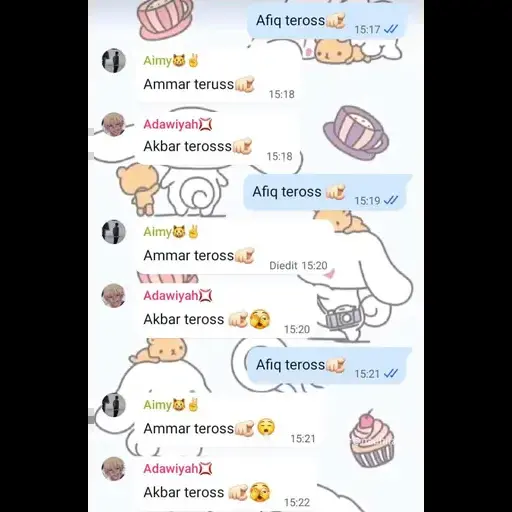 Afiq teross🫵🏻
15:17
Aimy🐱✌️
Ammar teruss🫵🏻
15:18
Adawiyah💢
Akbar terosss🫵🏻
15:18
Afiq teross 🫵🏻
15:19
Aimy🐱✌️
Ammar teross🫵🏻
Diedit 15:20
Adawiyah💢
Akbar teross 🫵🏻🫣
15:20
Afiq teross🫵🏻
15:21
Aimy🐱✌️
Ammar teross🫵🏻😌
15:21
Adawiyah💢
Akbar teross 🫵🏻🫣
15:22